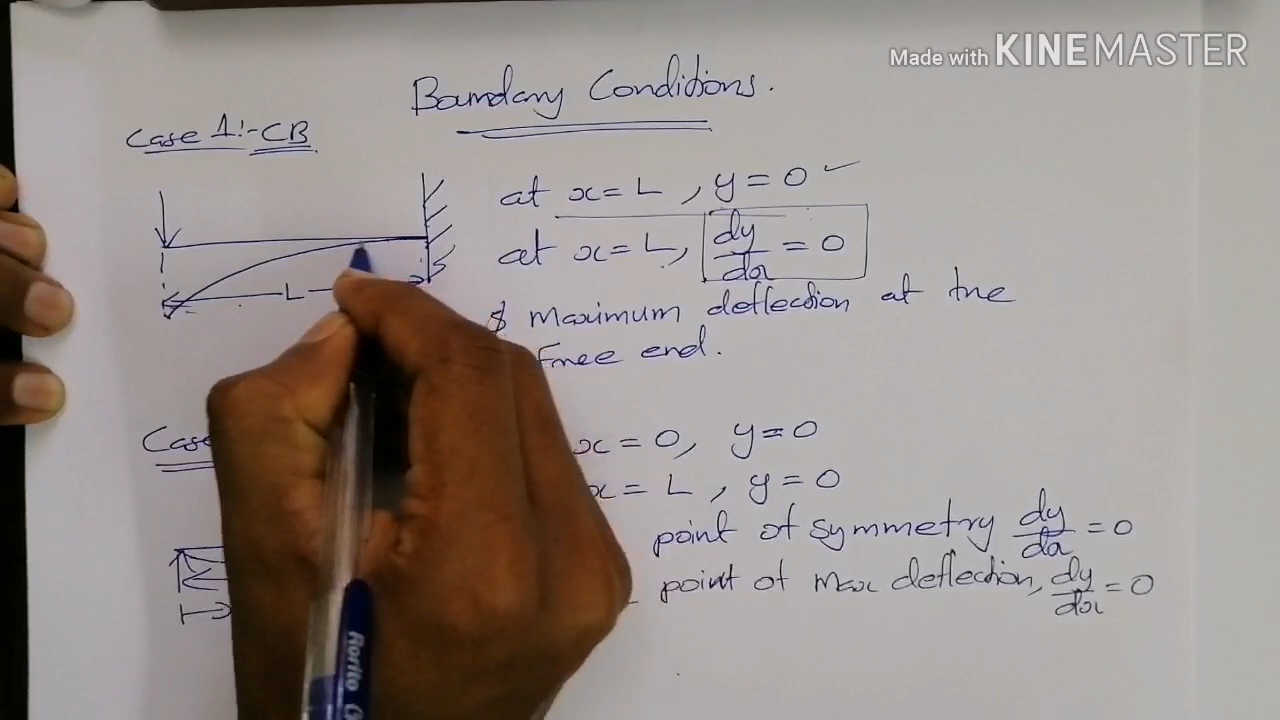 Made with KINEMASTER
Boundary Conditions.
Case 1:- CB
at x = L , y = 0 ✓
at x = L, dy/dx = 0
L
& maximum deflection at the
Free end.
Case
x = 0, y = 0
x = L , y = 0
point of symmetry dy/dx = 0
point of max deflection, dy/dx = 0
Rorito